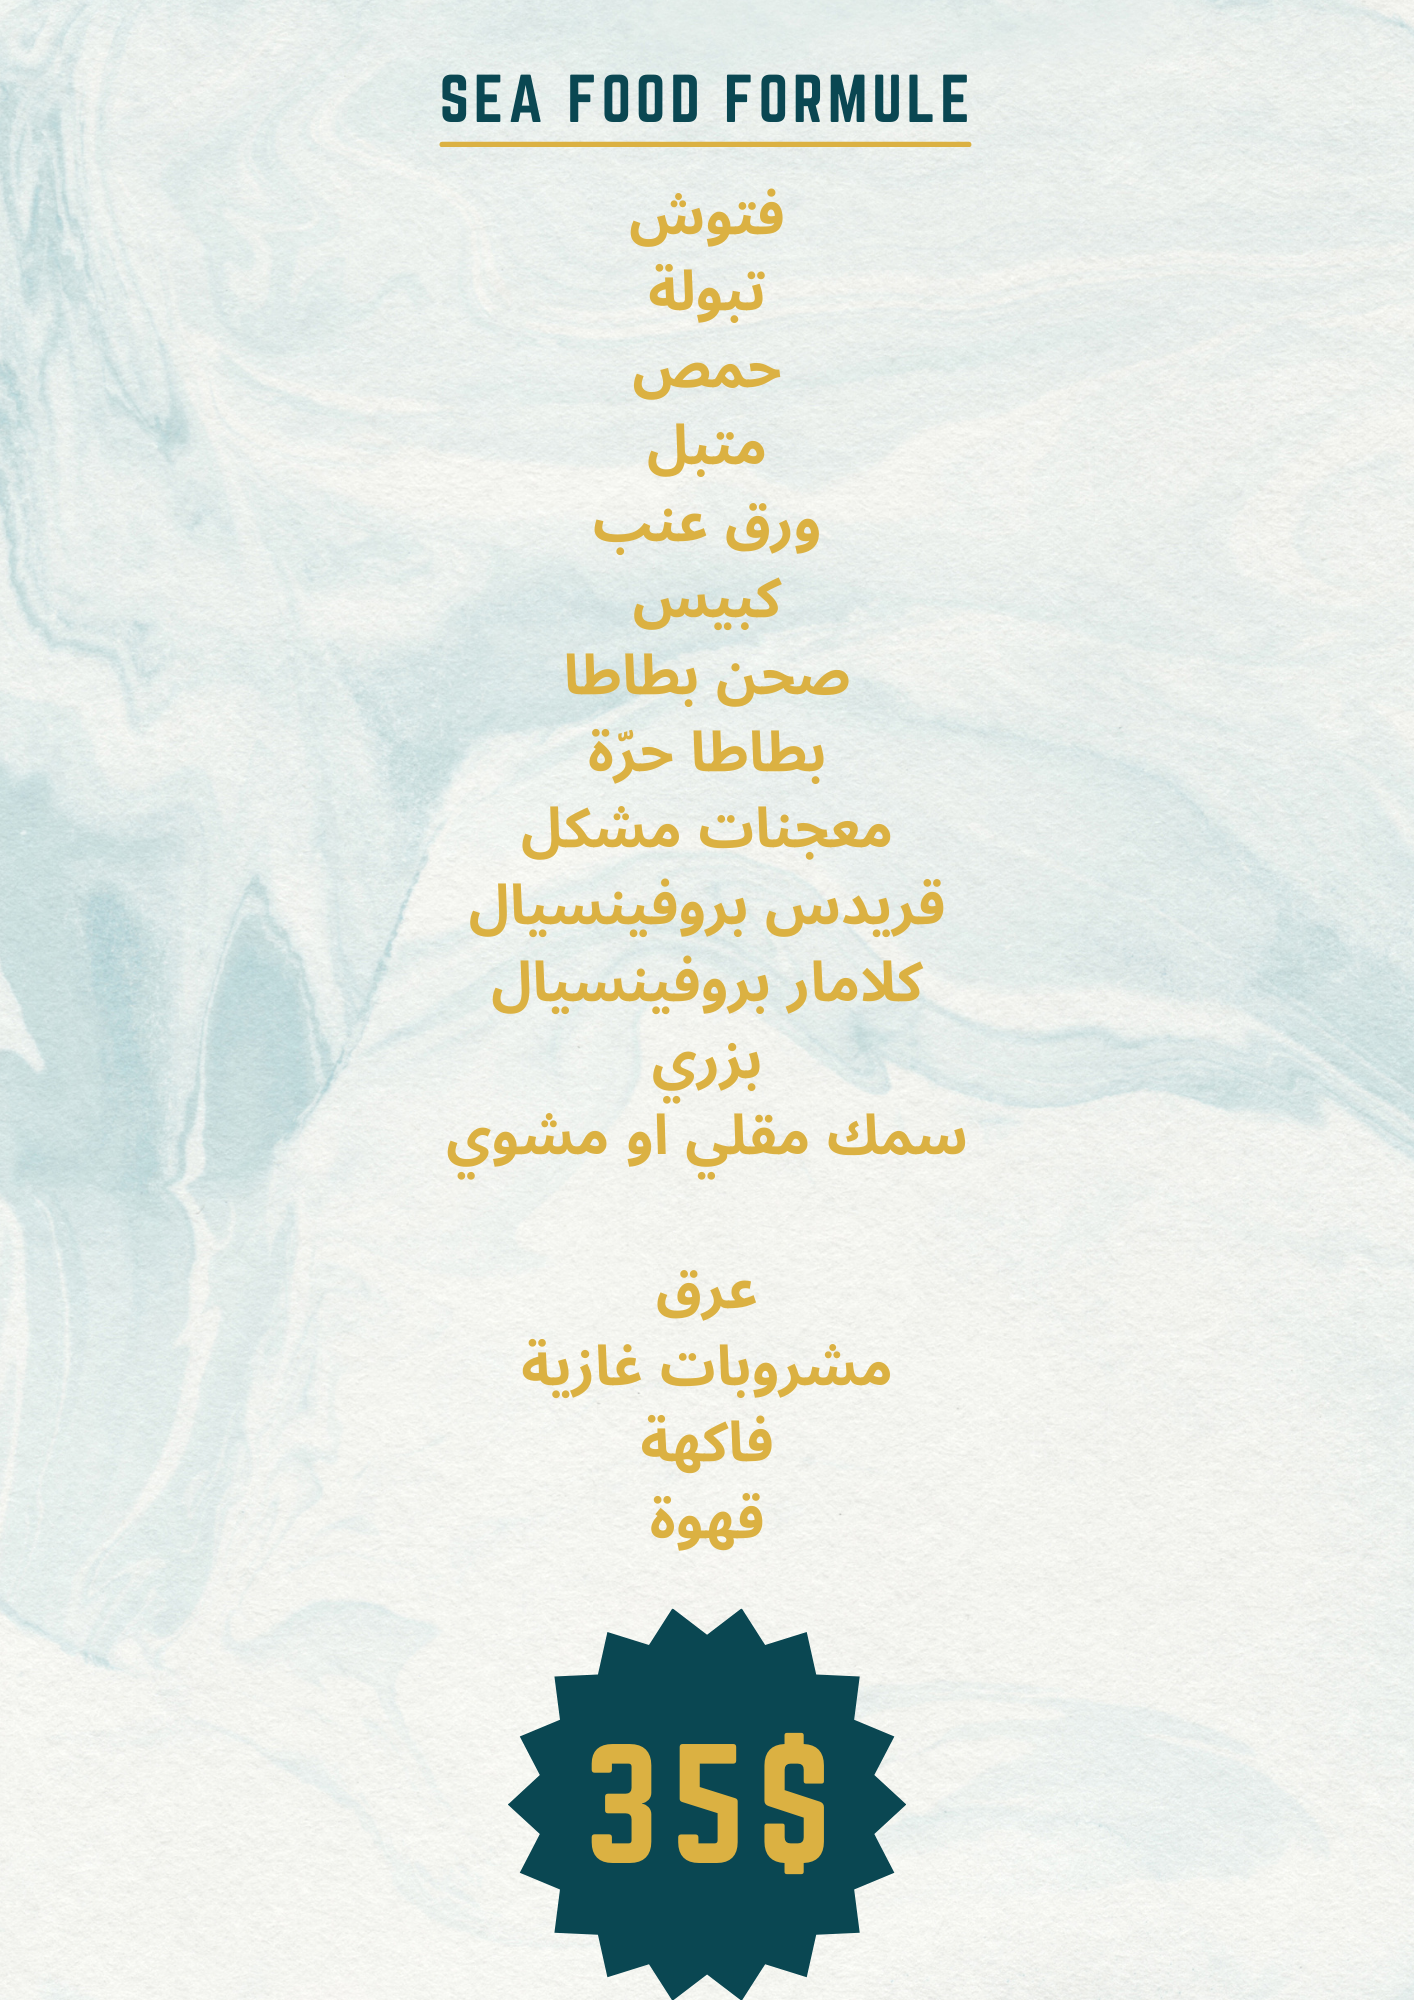 SEA FOOD FORMULE
فتوش
تبولة
حمص
متبل
ورق عنب
كبيس
صحن بطاطا
بطاطا حرّة
معجنات مشكل
قريدس بروفينسيال
كلامار بروفينسيال
بزري
سمك مقلي او مشوي
عرق
مشروبات غازية
فاكهة
قهوة
35$